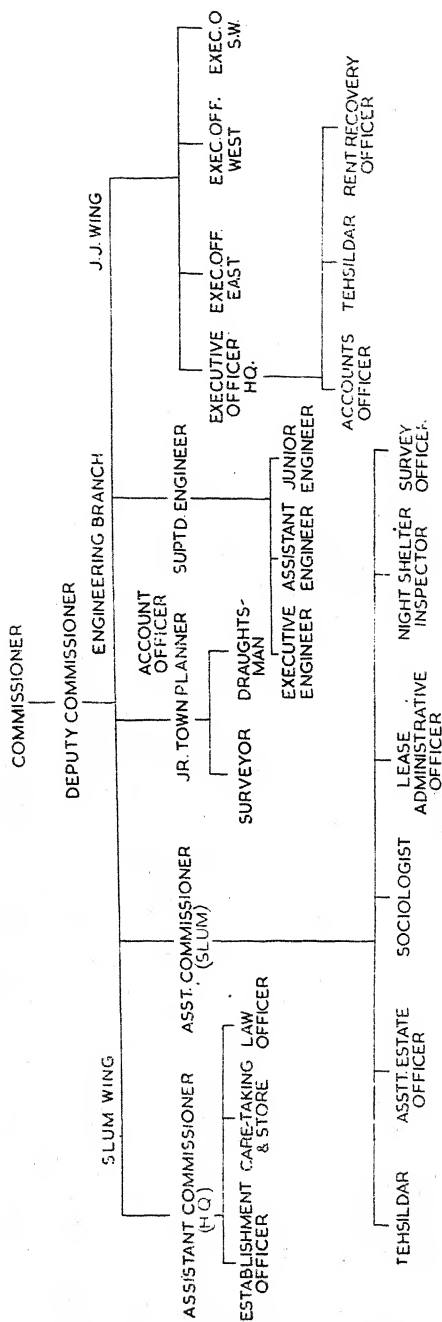 COMMISSIONER
DEPUTY COMMISSIONER
SLUM WING
ENGINEERING BRANCH
J.J. WING
ASSISTANT COMMISSIONER
(HQ)
ASST. COMMISSIONER
(SLUM)
ACCOUNT
OFFICER
JR. TOWN PLANNER
SUPTD. ENGINEER
EXECUTIVE
OFFICER
HQ.
EXEC. OFF.
EAST
EXEC. OFF.
WEST
EXEC. O
S.W.
ESTABLISHMENT
OFFICER
CARE-TAKING
& STORE
LAW
OFFICER
SURVEYOR
DRAUGHTS-
MAN
EXECUTIVE
ENGINEER
ASSISTANT
ENGINEER
JUNIOR
ENGINEER
ACCOUNTS
OFFICER
TEHSILDAR
RENT RECOVERY
OFFICER
TEHSILDAR
ASSTT. ESTATE
OFFICER
SOCIOLOGIST
LEASE
ADMINISTRATIVE
OFFICER
NIGHT SHELTER
INSPECTOR
SURVEY
OFFICER